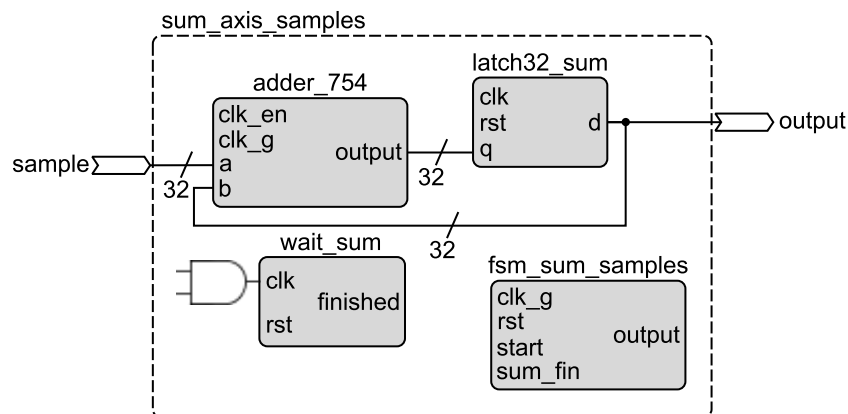 sum_axis_samples
adder_754
clk_en
clk_g
a
b
output
latch32_sum
clk
rst
q
d
output
sample
32
32
32
wait_sum
clk
rst
finished
fsm_sum_samples
clk_g
rst
start
sum_fin
output